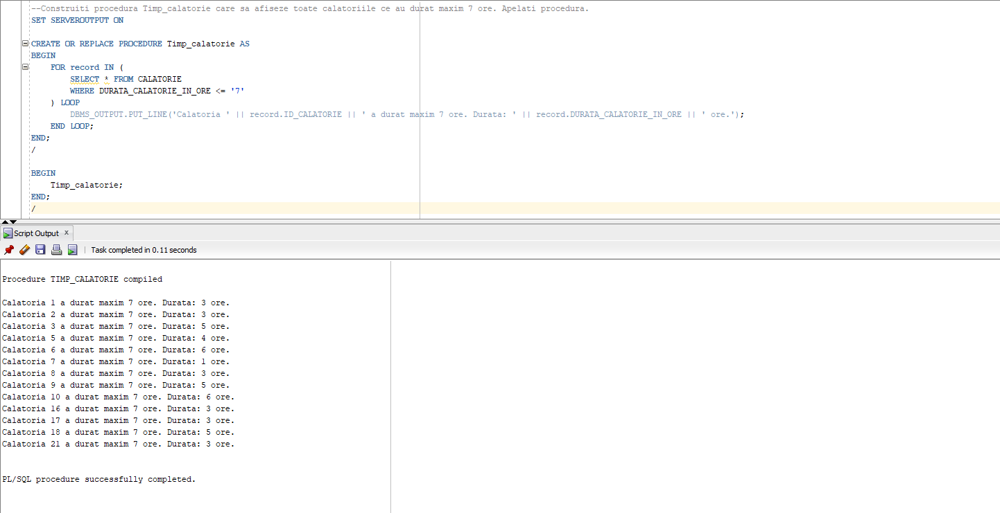 --Construiti procedura Timp_calatorie care sa afiseze toate calatoriile ce au durat maxim 7 ore. Apelati procedura.
SET SERVEROUTPUT ON
CREATE OR REPLACE PROCEDURE Timp_calatorie AS
BEGIN
    FOR record IN (
        SELECT * FROM CALATORIE
        WHERE DURATA_CALATORIE_IN_ORE <= '7'
    ) LOOP
        DBMS_OUTPUT.PUT_LINE('Calatoria ' || record.ID_CALATORIE || ' a durat maxim 7 ore. Durata: ' || record.DURATA_CALATORIE_IN_ORE || ' ore.');
    END LOOP;
END;
/
BEGIN
    Timp_calatorie;
END;
/
Script Output x
Task completed in 0.11 seconds
Procedure TIMP_CALATORIE compiled
Calatoria 1 a durat maxim 7 ore. Durata: 3 ore.
Calatoria 2 a durat maxim 7 ore. Durata: 3 ore.
Calatoria 3 a durat maxim 7 ore. Durata: 5 ore.
Calatoria 5 a durat maxim 7 ore. Durata: 4 ore.
Calatoria 6 a durat maxim 7 ore. Durata: 6 ore.
Calatoria 7 a durat maxim 7 ore. Durata: 1 ore.
Calatoria 8 a durat maxim 7 ore. Durata: 3 ore.
Calatoria 9 a durat maxim 7 ore. Durata: 5 ore.
Calatoria 10 a durat maxim 7 ore. Durata: 6 ore.
Calatoria 16 a durat maxim 7 ore. Durata: 3 ore.
Calatoria 17 a durat maxim 7 ore. Durata: 3 ore.
Calatoria 18 a durat maxim 7 ore. Durata: 5 ore.
Calatoria 21 a durat maxim 7 ore. Durata: 3 ore.
PL/SQL procedure successfully completed.